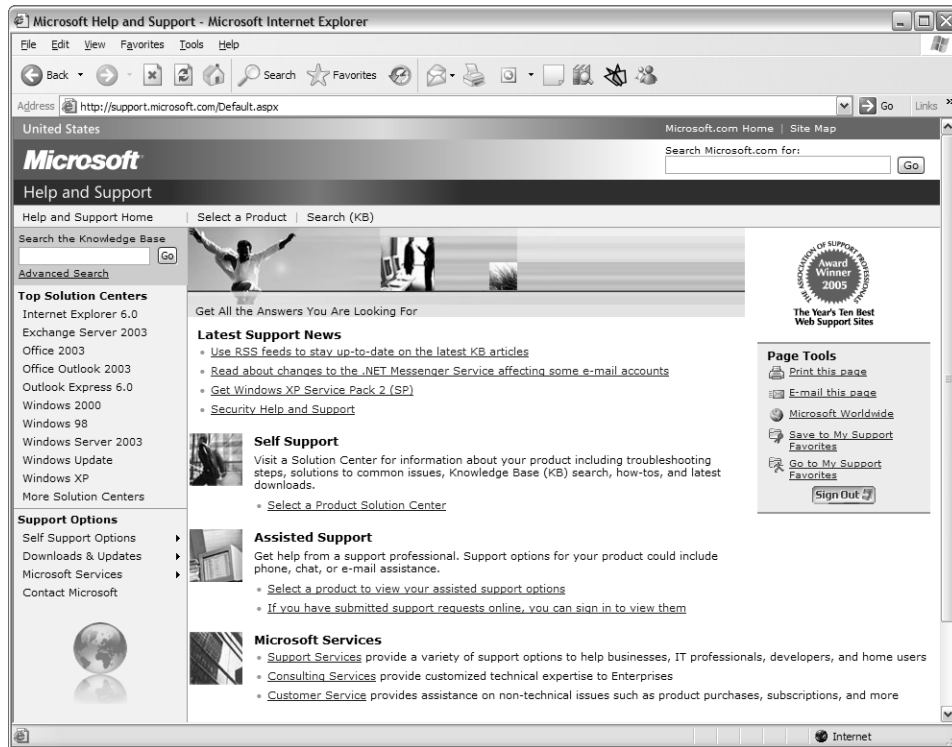 Microsoft Help and Support - Microsoft Internet Explorer
File Edit View Favorites Tools Help
Back Search Favorites
Address http://support.microsoft.com/Default.aspx Go Links »
United States Microsoft.com Home | Site Map
Microsoft
Search Microsoft.com for:
Go
Help and Support
Help and Support Home | Select a Product | Search (KB)
Search the Knowledge Base
Go
Advanced Search
Top Solution Centers
Internet Explorer 6.0
Exchange Server 2003
Office 2003
Office Outlook 2003
Outlook Express 6.0
Windows 2000
Windows 98
Windows Server 2003
Windows Update
Windows XP
More Solution Centers
Support Options
Self Support Options
Downloads & Updates
Microsoft Services
Contact Microsoft
Get All the Answers You Are Looking For
Latest Support News
Use RSS feeds to stay up-to-date on the latest KB articles
Read about changes to the .NET Messenger Service affecting some e-mail accounts
Get Windows XP Service Pack 2 (SP)
Security Help and Support
Self Support
Visit a Solution Center for information about your product including troubleshooting
steps, solutions to common issues, Knowledge Base (KB) search, how-tos, and latest
downloads.
Select a Product Solution Center
Assisted Support
Get help from a support professional. Support options for your product could include
phone, chat, or e-mail assistance.
Select a product to view your assisted support options
If you have submitted support requests online, you can sign in to view them
Microsoft Services
Support Services provide a variety of support options to help businesses, IT professionals, developers, and home users
Consulting Services provide customized technical expertise to Enterprises
Customer Service provides assistance on non-technical issues such as product purchases, subscriptions, and more
THE ASSOCIATION OF SUPPORT PROFESSIONALS
Award
Winner
2005
The Year's Ten Best
Web Support Sites
Page Tools
Print this page
E-mail this page
Microsoft Worldwide
Save to My Support
Favorites
Go to My Support
Favorites
Sign Out
Internet